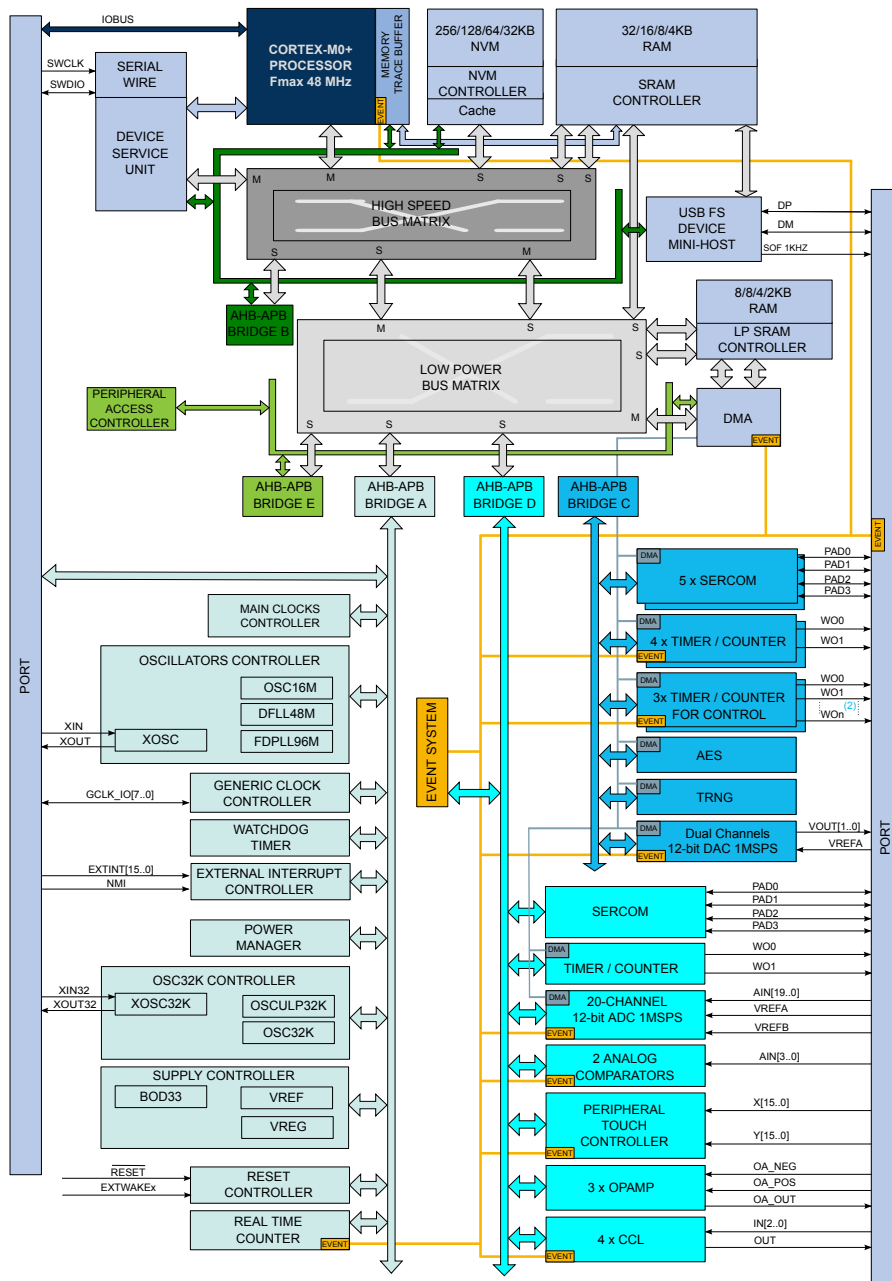 IOBUS
SWCLK
SWDIO
SERIAL
WIRE
DEVICE
SERVICE
UNIT
CORTEX-M0+
PROCESSOR
Fmax 48 MHz
MEMORY
TRACE BUFFER
EVENT
256/128/64/32KB
NVM
NVM
CONTROLLER
Cache
32/16/8/4KB
RAM
SRAM
CONTROLLER
M
M
S
S
S
HIGH SPEED
BUS MATRIX
S
S
M
USB FS
DEVICE
MINI-HOST
DP
DM
SOF 1KHZ
AHB-APB
BRIDGE B
8/8/4/2KB
RAM
LP SRAM
CONTROLLER
M
S
S
S
LOW POWER
BUS MATRIX
S
S
S
M
PERIPHERAL
ACCESS
CONTROLLER
DMA
EVENT
AHB-APB
BRIDGE E
AHB-APB
BRIDGE A
AHB-APB
BRIDGE D
AHB-APB
BRIDGE C
EVENT
PORT
MAIN CLOCKS
CONTROLLER
OSCILLATORS CONTROLLER
OSC16M
DFLL48M
FDPLL96M
XOSC
XIN
XOUT
GCLK_IO[7..0]
GENERIC CLOCK
CONTROLLER
WATCHDOG
TIMER
EXTINT[15..0]
NMI
EXTERNAL INTERRUPT
CONTROLLER
POWER
MANAGER
OSC32K CONTROLLER
XIN32
XOUT32
XOSC32K
OSCULP32K
OSC32K
SUPPLY CONTROLLER
BOD33
VREF
VREG
RESET
EXTWAKEx
RESET
CONTROLLER
REAL TIME
COUNTER
EVENT
EVENT SYSTEM
DMA
5 x SERCOM
PAD0
PAD1
PAD2
PAD3
DMA
4 x TIMER / COUNTER
EVENT
WO0
WO1
DMA
3x TIMER / COUNTER
FOR CONTROL
EVENT
WO0
WO1
(2)
WOn
DMA
AES
DMA
TRNG
DMA
Dual Channels
12-bit DAC 1MSPS
EVENT
VOUT[1..0]
VREFA
PORT
SERCOM
PAD0
PAD1
PAD2
PAD3
DMA
TIMER / COUNTER
WO0
WO1
DMA
20-CHANNEL
12-bit ADC 1MSPS
EVENT
AIN[19..0]
VREFA
VREFB
2 ANALOG
COMPARATORS
EVENT
AIN[3..0]
PERIPHERAL
TOUCH
CONTROLLER
EVENT
X[15..0]
Y[15..0]
3 x OPAMP
OA_NEG
OA_POS
OA_OUT
4 x CCL
EVENT
IN[2..0]
OUT